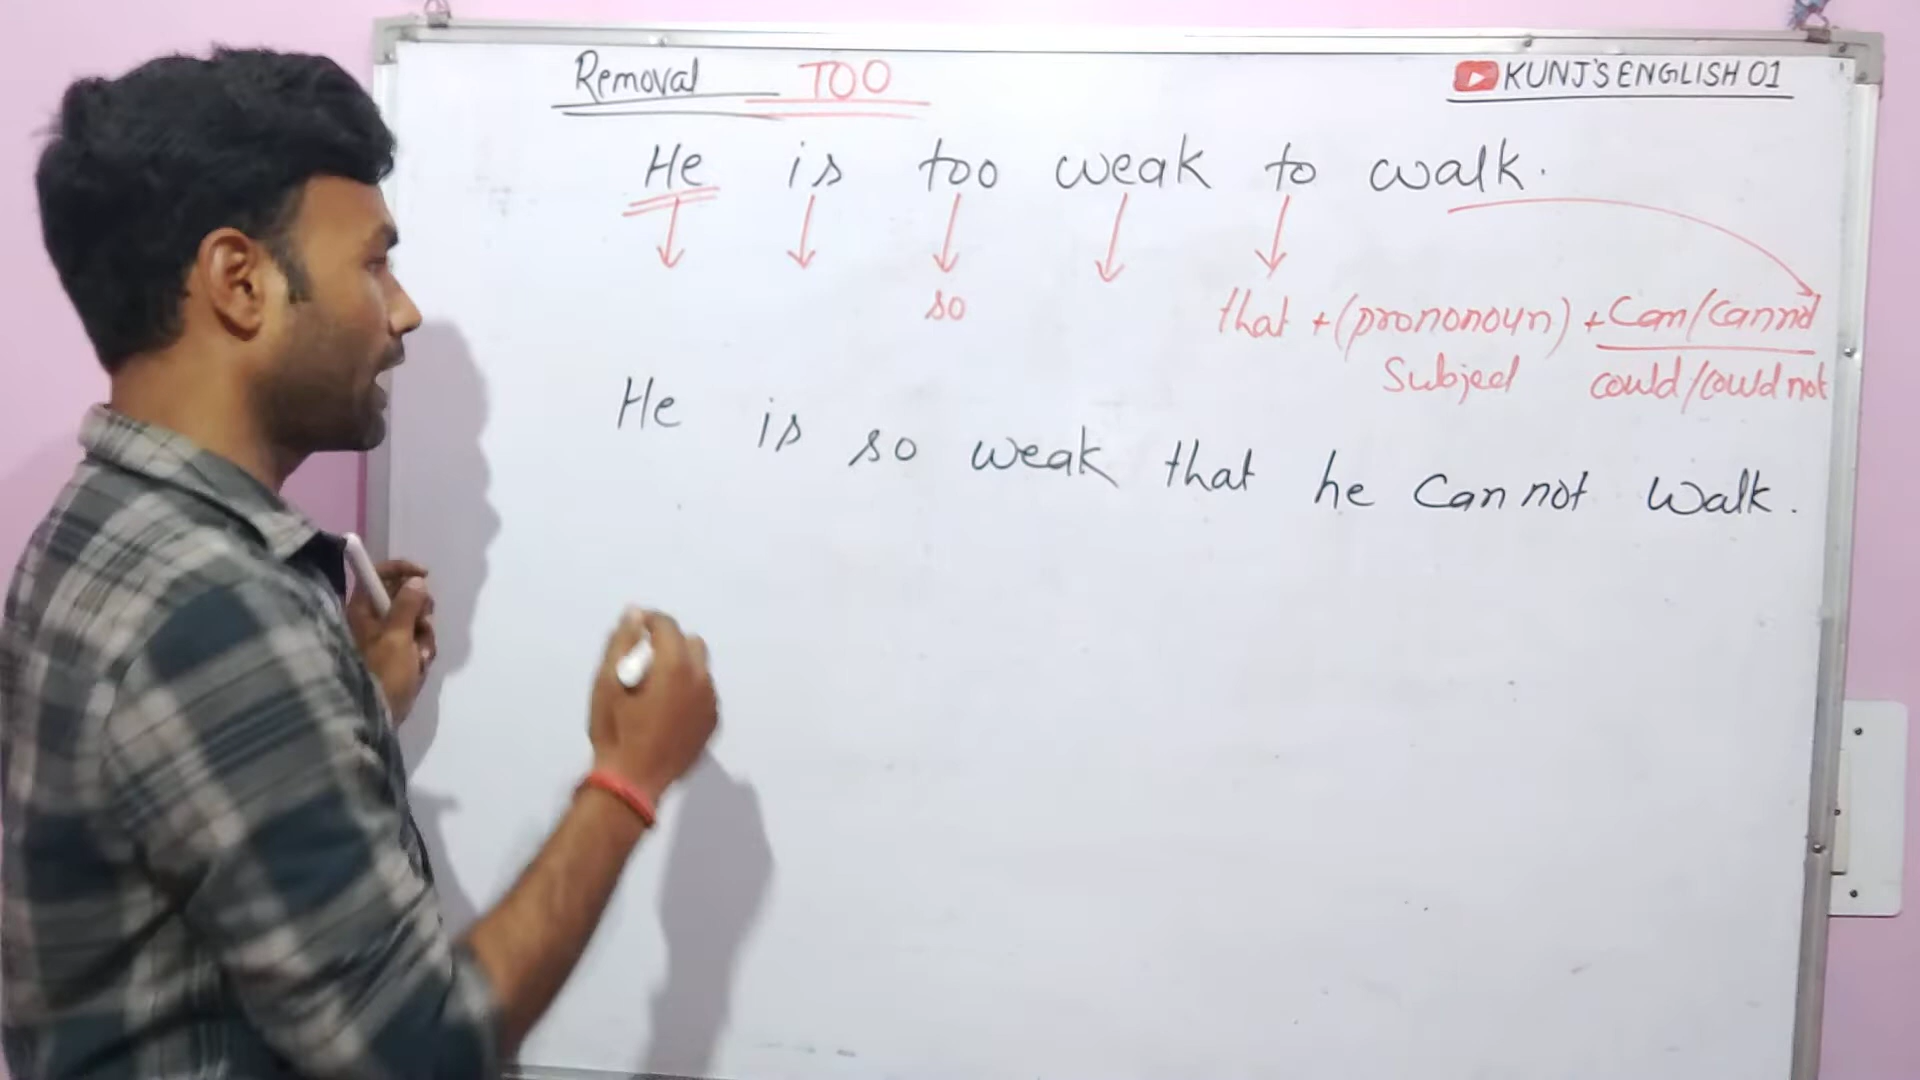 Removal TOO
KUNJ'S ENGLISH 01
He is too weak to walk.
so that + (prononoun) + Can/Cannot
Subject could/could not
He is so weak that he Can not walk.